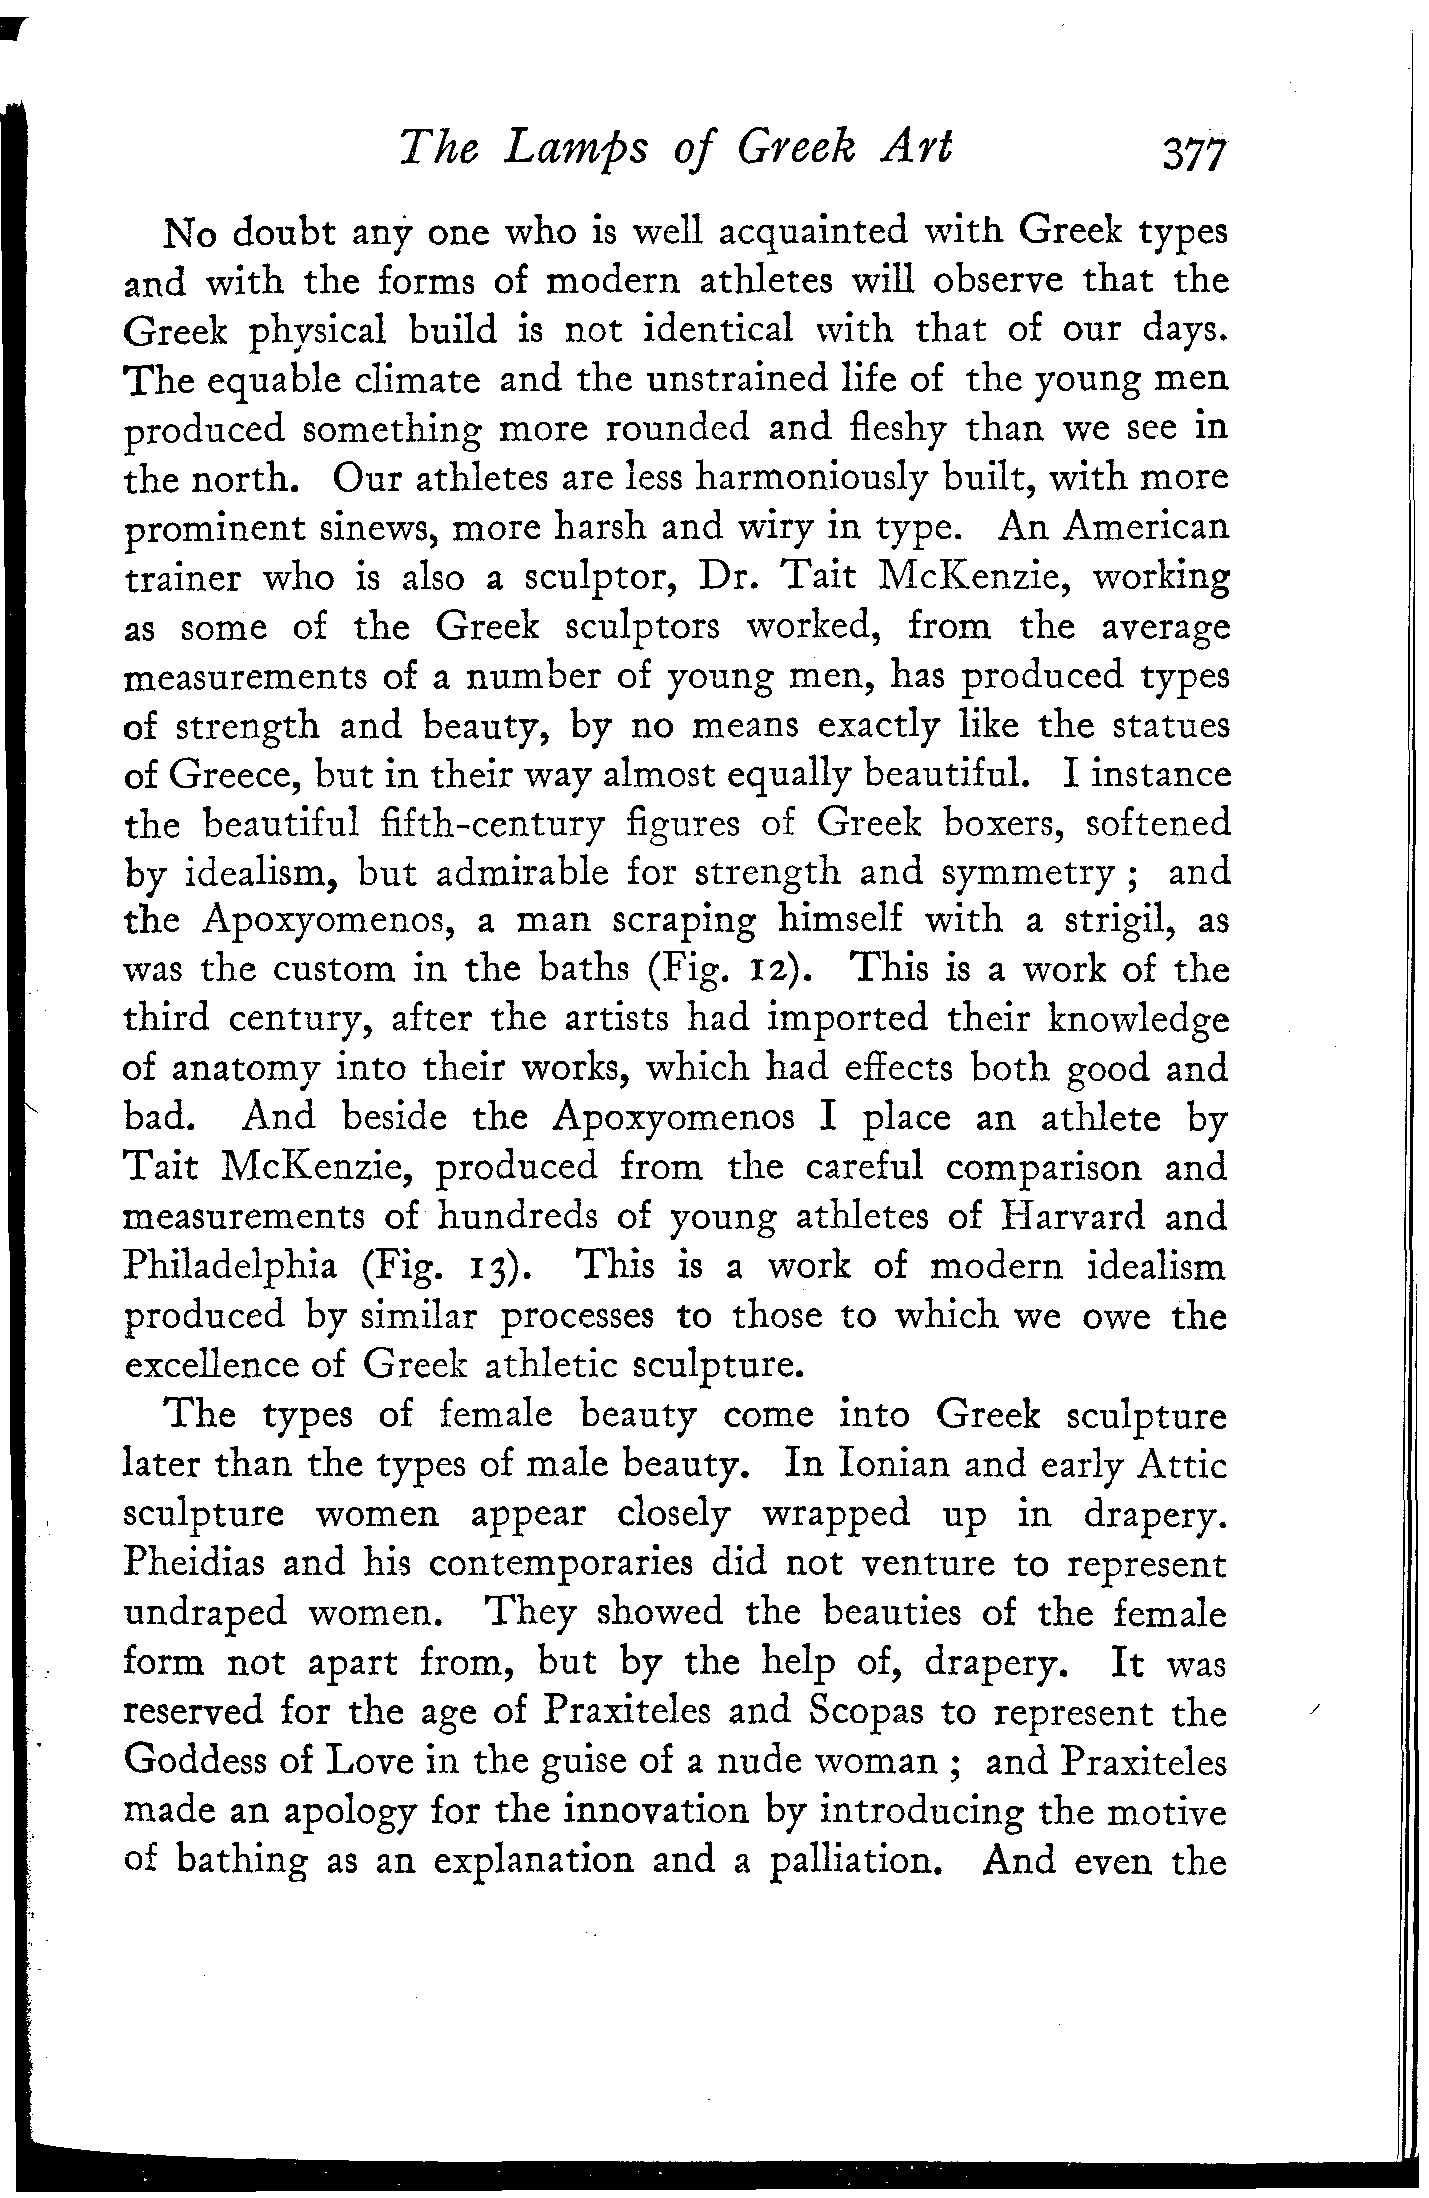 The Lamps of Greek Art 377
No doubt any one who is well acquainted with Greek types
and with the forms of modern athletes will observe that the
Greek physical build is not identical with that of our days.
The equable climate and the unstrained life of the young men
produced something more rounded and fleshy than we see in
the north. Our athletes are less harmoniously built, with more
prominent sinews, more harsh and wiry in type. An American
trainer who is also a sculptor, Dr. Tait McKenzie, working
as some of the Greek sculptors worked, from the average
measurements of a number of young men, has produced types
of strength and beauty, by no means exactly like the statues
of Greece, but in their way almost equally beautiful. I instance
the beautiful fifth-century figures of Greek boxers, softened
by idealism, but admirable for strength and symmetry ; and
the Apoxyomenos, a man scraping himself with a strigil, as
was the custom in the baths (Fig. 12). This is a work of the
third century, after the artists had imported their knowledge
of anatomy into their works, which had effects both good and
bad. And beside the Apoxyomenos I place an athlete by
Tait McKenzie, produced from the careful comparison and
measurements of hundreds of young athletes of Harvard and
Philadelphia (Fig. 13). This is a work of modern idealism
produced by similar processes to those to which we owe the
excellence of Greek athletic sculpture.
The types of female beauty come into Greek sculpture
later than the types of male beauty. In Ionian and early Attic
sculpture women appear closely wrapped up in drapery.
Pheidias and his contemporaries did not venture to represent
undraped women. They showed the beauties of the female
form not apart from, but by the help of, drapery. It was
reserved for the age of Praxiteles and Scopas to represent the
Goddess of Love in the guise of a nude woman ; and Praxiteles
made an apology for the innovation by introducing the motive
of bathing as an explanation and a palliation. And even the